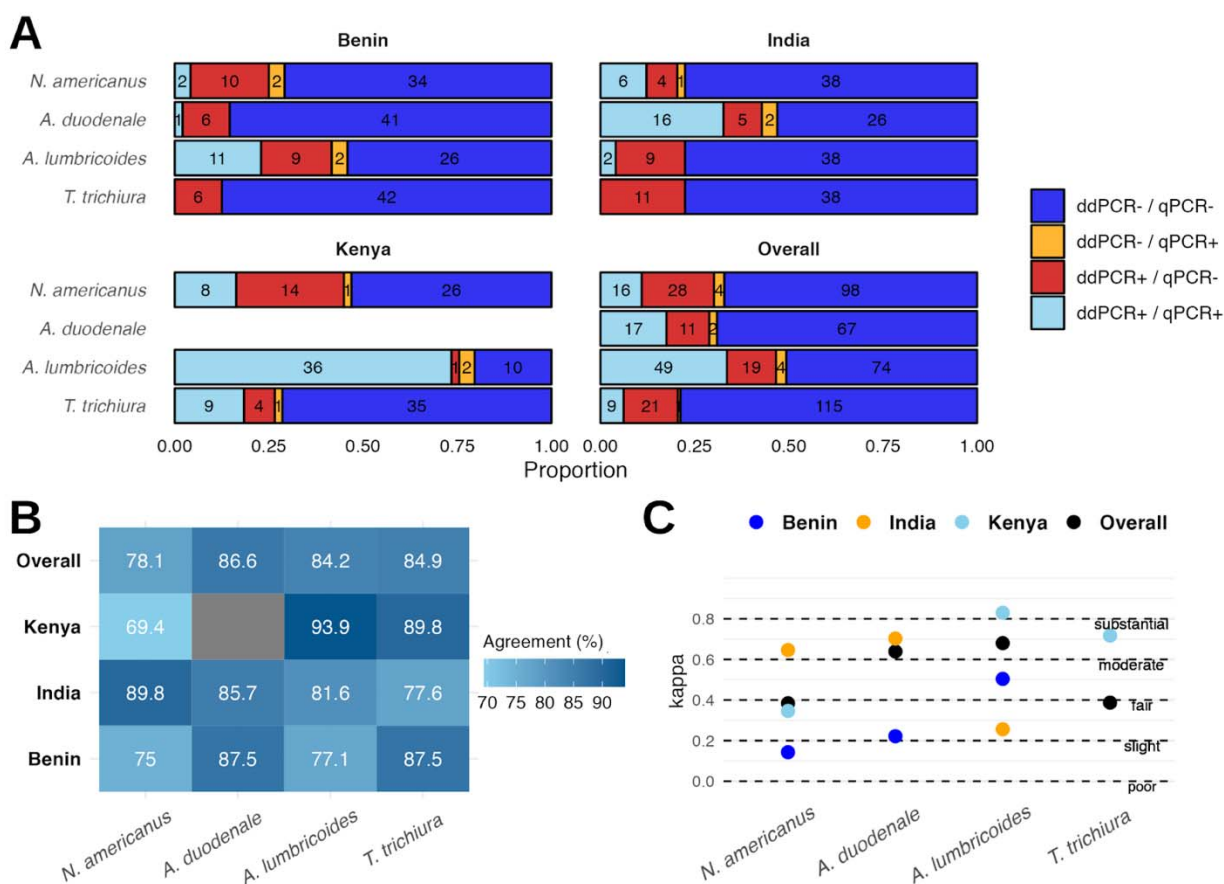 A
Benin
India
N. americanus
2 10 2 34
6 4 1 38
A. duodenale
1 6 41
16 5 2 26
A. lumbricoides
11 9 2 26
2 9 38
T. trichiura
6 42
11 38
ddPCR- / qPCR-
ddPCR- / qPCR+
ddPCR+ / qPCR-
ddPCR+ / qPCR+
Kenya
Overall
N. americanus
8 14 1 26
16 28 4 98
A. duodenale
17 11 2 67
A. lumbricoides
36 1 2 10
49 19 4 74
T. trichiura
9 4 1 35
9 21 1 115
0.00 0.25 0.50 0.75 1.00
0.00 0.25 0.50 0.75 1.00
Proportion
B
Overall 78.1 86.6 84.2 84.9
Kenya 69.4 93.9 89.8
India 89.8 85.7 81.6 77.6
Benin 75 87.5 77.1 87.5
N. americanus A. duodenale A. lumbricoides T. trichiura
Agreement (%)
70 75 80 85 90
C
Benin India Kenya Overall
kappa
0.8
0.6
0.4
0.2
0.0
substantial
moderate
fair
slight
poor
N. americanus A. duodenale A. lumbricoides T. trichiura